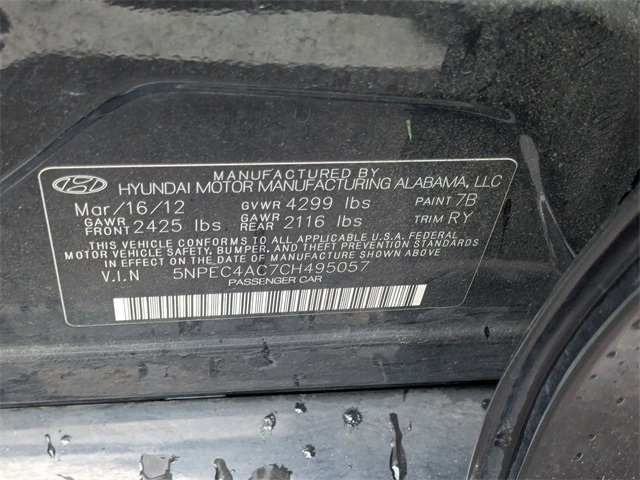 MANUFACTURED BY
HYUNDAI MOTOR MANUFACTURING ALABAMA, LLC
Mar/16/12 GVWR 4299 lbs PAINT 7B
GAWR FRONT 2425 lbs GAWR REAR 2116 lbs TRIM RY
THIS VEHICLE CONFORMS TO ALL APPLICABLE U.S.A. FEDERAL
MOTOR VEHICLE SAFETY, BUMPER, AND THEFT PREVENTION STANDARDS
IN EFFECT ON THE DATE OF MANUFACTURE SHOWN ABOVE
V.I.N 5NPEC4AC7CH495057
PASSENGER CAR